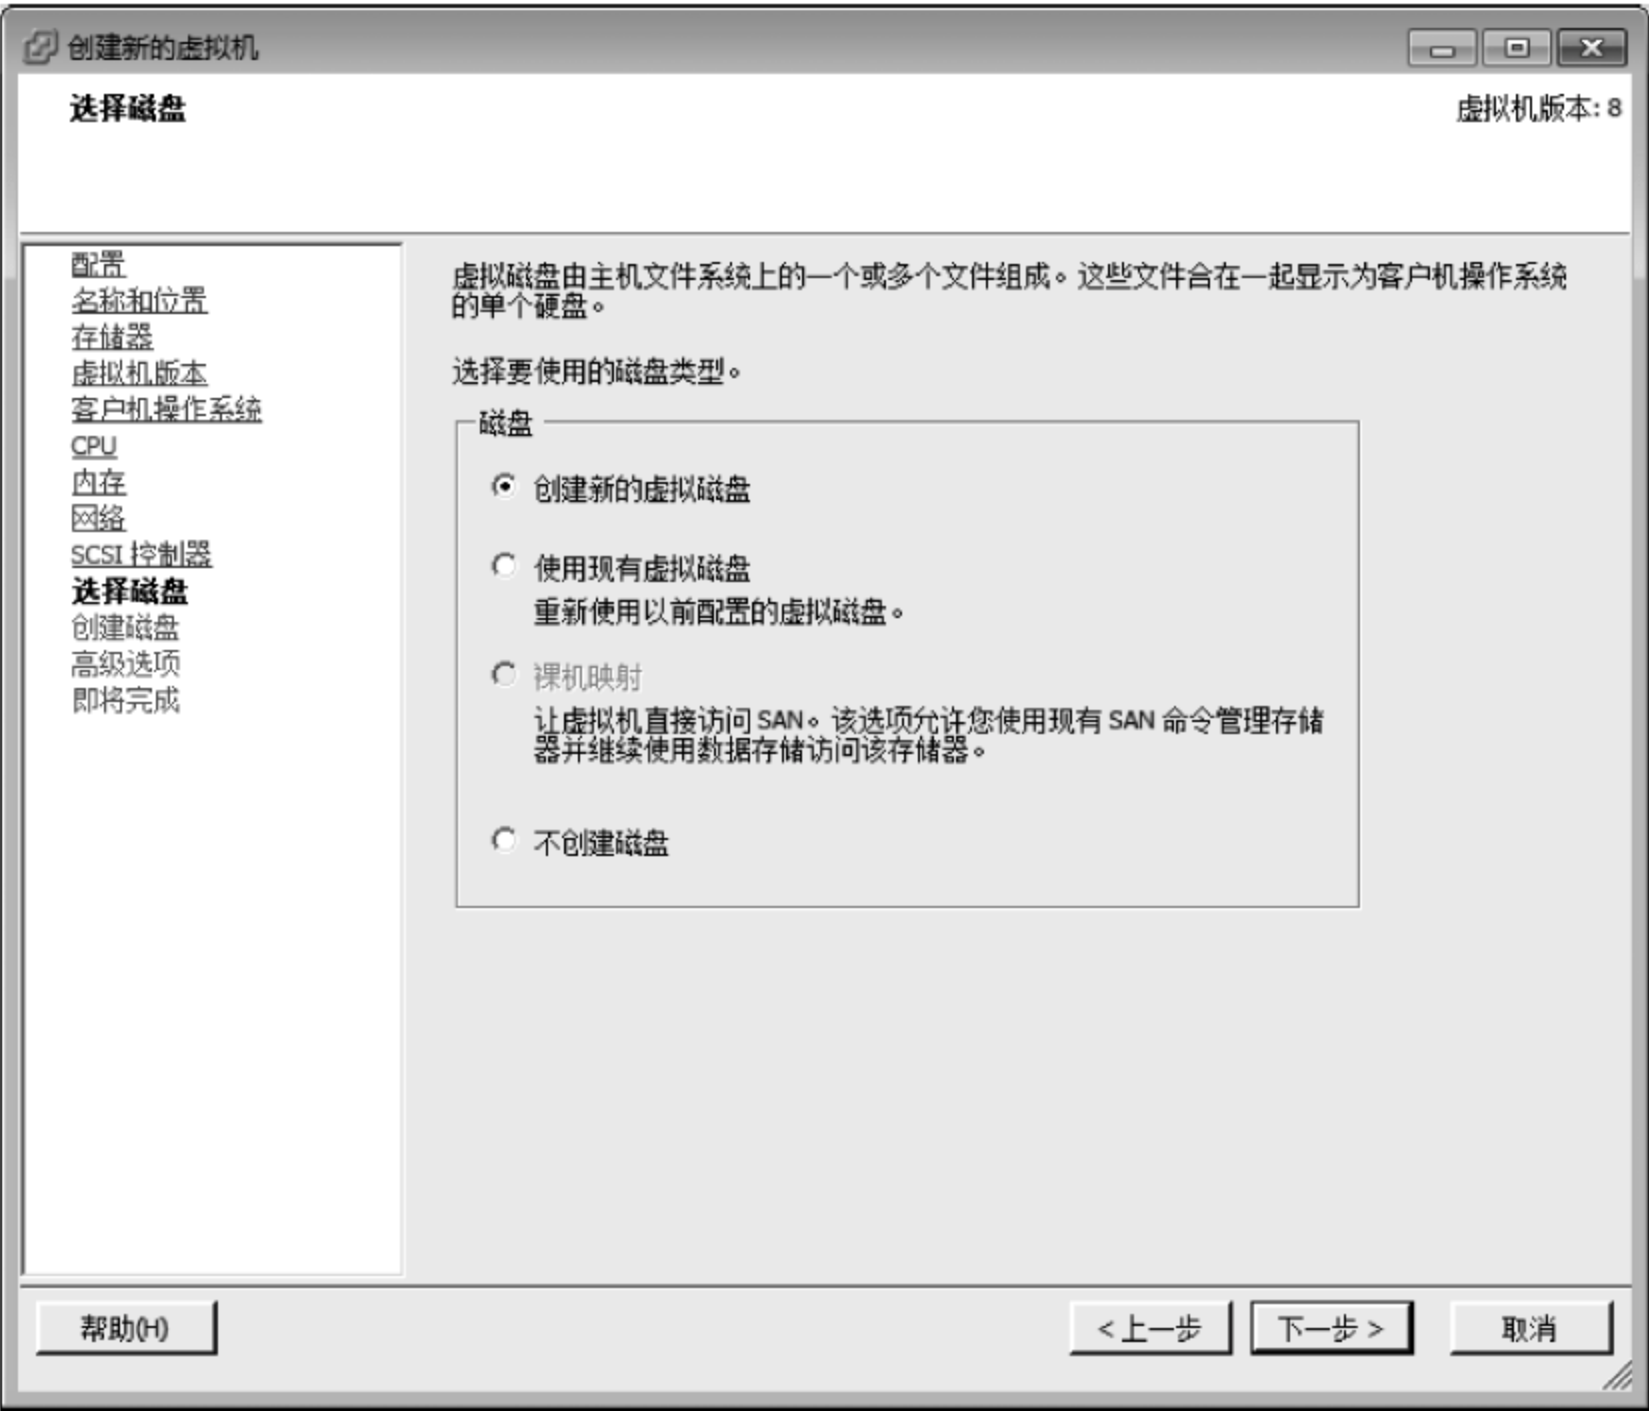 创建新的虚拟机
选择磁盘
虚拟机版本: 8
配置
名称和位置
存储器
虚拟机版本
客户机操作系统
CPU
内存
网络
SCSI 控制器
选择磁盘
创建磁盘
高级选项
即将完成
虚拟磁盘由主机文件系统上的一个或多个文件组成。这些文件合在一起显示为客户机操作系统
的单个硬盘。
选择要使用的磁盘类型。
磁盘
创建新的虚拟磁盘
使用现有虚拟磁盘
重新使用以前配置的虚拟磁盘。
裸机映射
让虚拟机直接访问 SAN。该选项允许您使用现有 SAN 命令管理存储
器并继续使用数据存储访问该存储器。
不创建磁盘
帮助(H)
< 上一步
下一步 >
取消